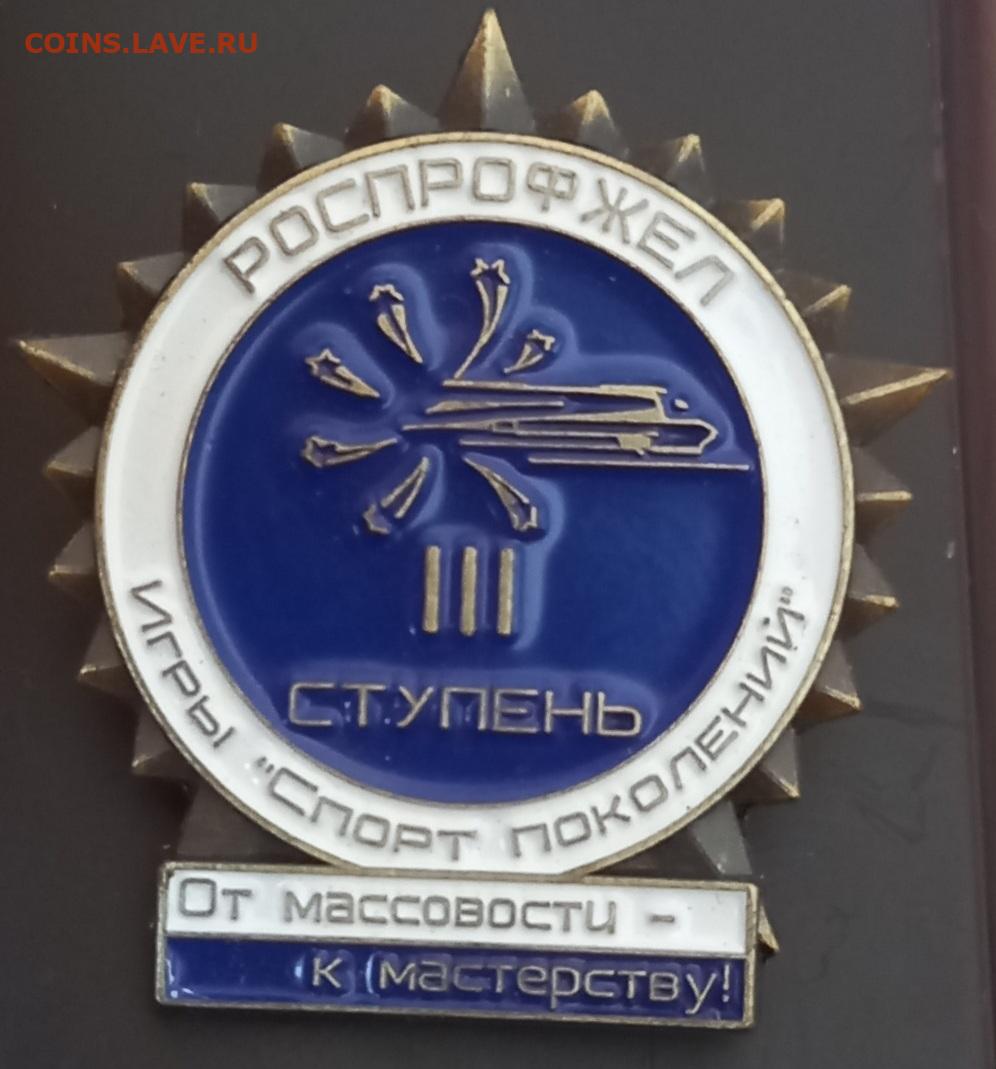 COINS.LAVE.RU
РОСПРОФЖЕЛ
III
СТУПЕНЬ
ИГРЫ "СПОРТ ПОКОЛЕНИЙ"
От массовости -
к мастерству!